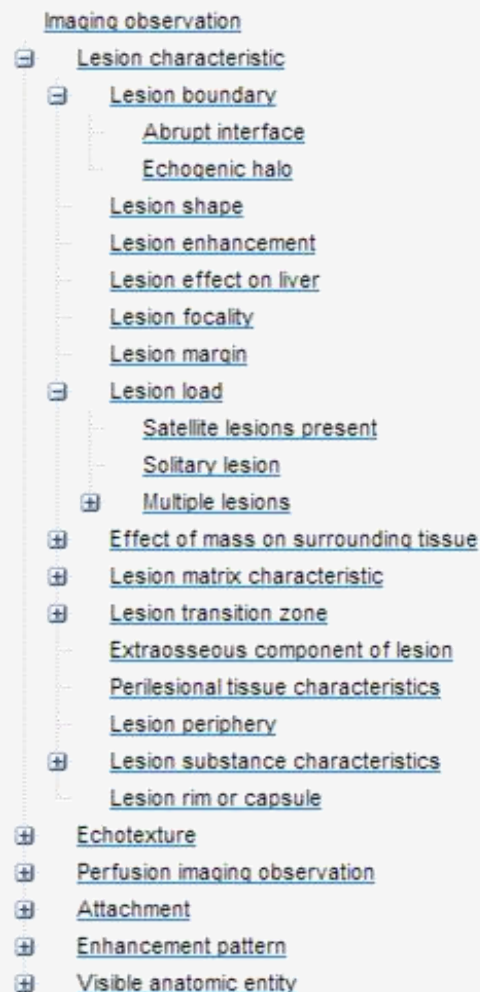 Imaging observation
Lesion characteristic
Lesion boundary
Abrupt interface
Echogenic halo
Lesion shape
Lesion enhancement
Lesion effect on liver
Lesion focality
Lesion margin
Lesion load
Satellite lesions present
Solitary lesion
Multiple lesions
Effect of mass on surrounding tissue
Lesion matrix characteristic
Lesion transition zone
Extraosseous component of lesion
Perilesional tissue characteristics
Lesion periphery
Lesion substance characteristics
Lesion rim or capsule
Echotexture
Perfusion imaging observation
Attachment
Enhancement pattern
Visible anatomic entity